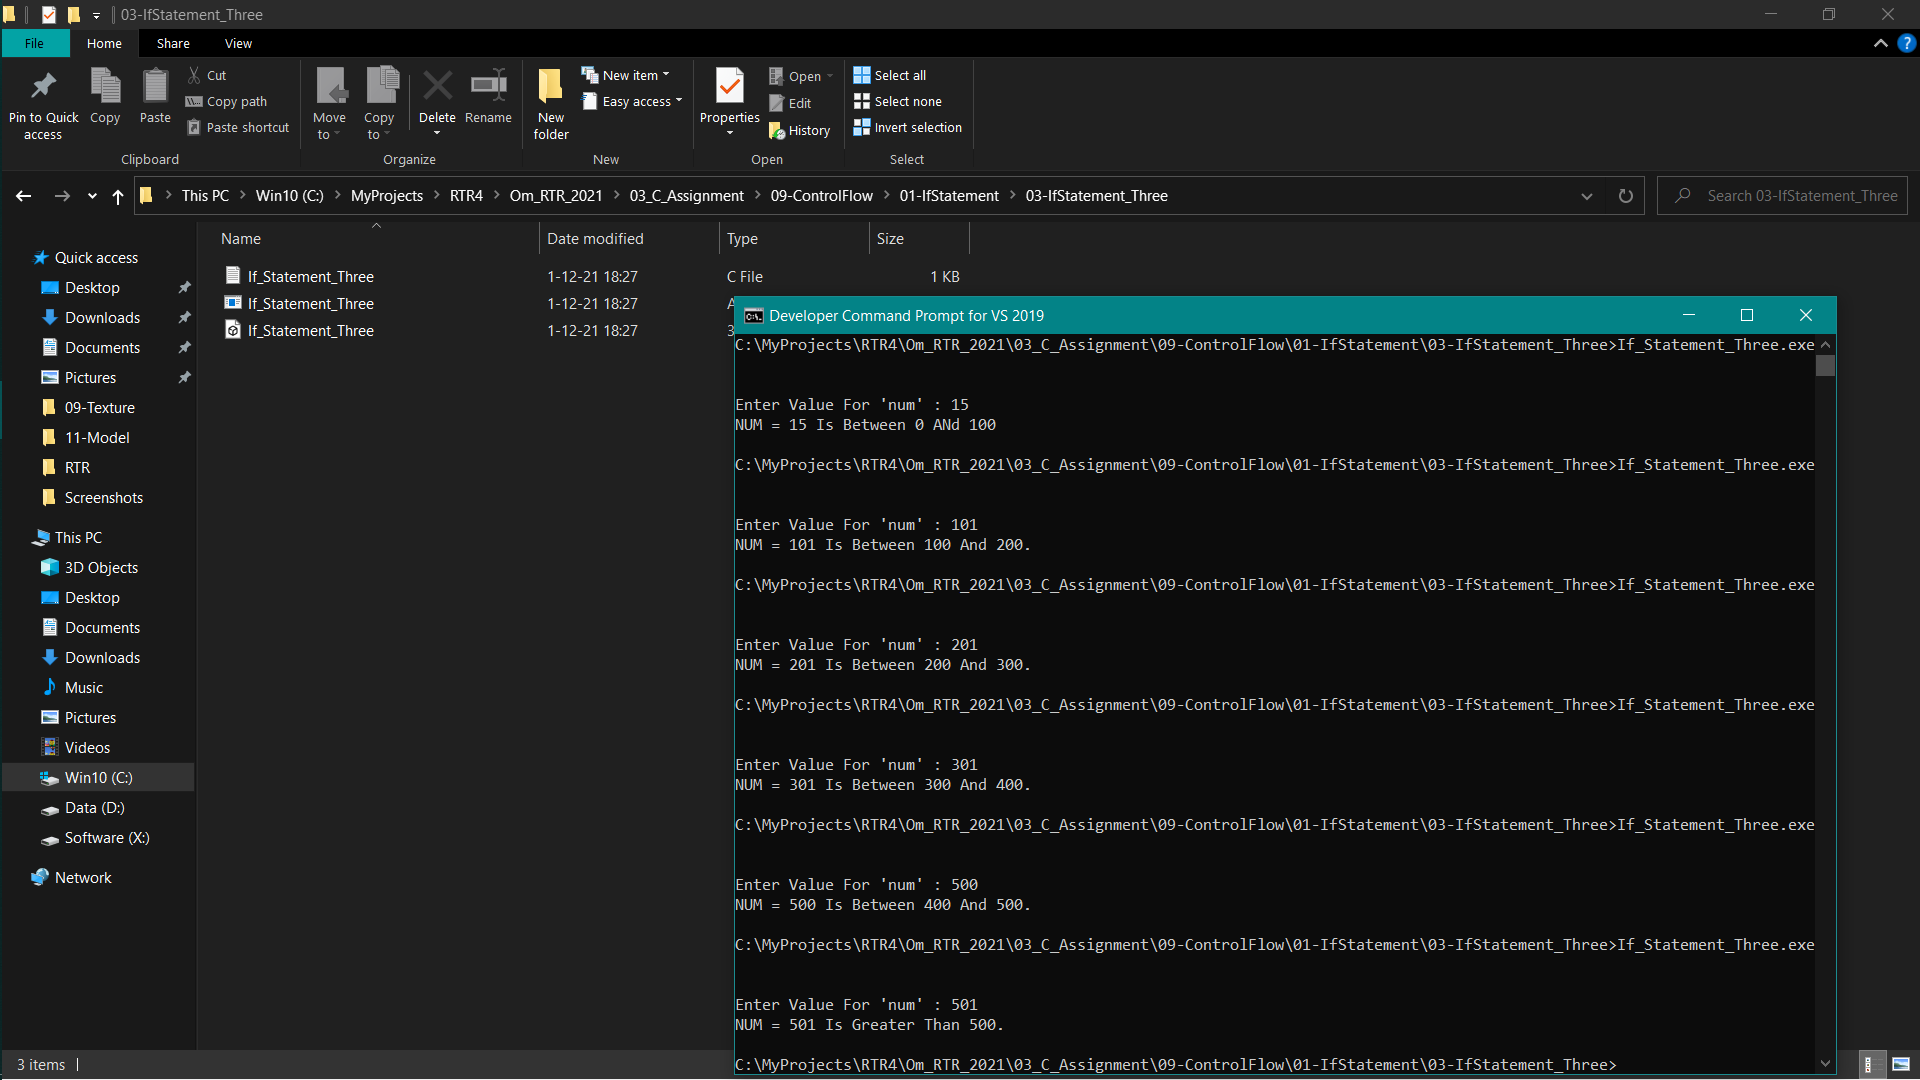 03-IfStatement_Three
File Home Share View
Pin to Quick access
Copy
Paste
Cut
Copy path
Paste shortcut
Clipboard
Move to
Copy to
Delete
Rename
Organize
New folder
New item
Easy access
New
Properties
Open
Edit
History
Open
Select all
Select none
Invert selection
Select
This PC Win10 (C:) MyProjects RTR4 Om_RTR_2021 03_C_Assignment 09-ControlFlow 01-IfStatement 03-IfStatement_Three
Search 03-IfStatement_Three
Quick access
Desktop
Downloads
Documents
Pictures
09-Texture
11-Model
RTR
Screenshots
This PC
3D Objects
Desktop
Documents
Downloads
Music
Pictures
Videos
Win10 (C:)
Data (D:)
Software (X:)
Network
Name Date modified Type Size
If_Statement_Three 1-12-21 18:27 C File 1 KB
If_Statement_Three 1-12-21 18:27 A
If_Statement_Three 1-12-21 18:27 3
Developer Command Prompt for VS 2019
C:\MyProjects\RTR4\Om_RTR_2021\03_C_Assignment\09-ControlFlow\01-IfStatement\03-IfStatement_Three>If_Statement_Three.exe
Enter Value For 'num' : 15
NUM = 15 Is Between 0 ANd 100
C:\MyProjects\RTR4\Om_RTR_2021\03_C_Assignment\09-ControlFlow\01-IfStatement\03-IfStatement_Three>If_Statement_Three.exe
Enter Value For 'num' : 101
NUM = 101 Is Between 100 And 200.
C:\MyProjects\RTR4\Om_RTR_2021\03_C_Assignment\09-ControlFlow\01-IfStatement\03-IfStatement_Three>If_Statement_Three.exe
Enter Value For 'num' : 201
NUM = 201 Is Between 200 And 300.
C:\MyProjects\RTR4\Om_RTR_2021\03_C_Assignment\09-ControlFlow\01-IfStatement\03-IfStatement_Three>If_Statement_Three.exe
Enter Value For 'num' : 301
NUM = 301 Is Between 300 And 400.
C:\MyProjects\RTR4\Om_RTR_2021\03_C_Assignment\09-ControlFlow\01-IfStatement\03-IfStatement_Three>If_Statement_Three.exe
Enter Value For 'num' : 500
NUM = 500 Is Between 400 And 500.
C:\MyProjects\RTR4\Om_RTR_2021\03_C_Assignment\09-ControlFlow\01-IfStatement\03-IfStatement_Three>If_Statement_Three.exe
Enter Value For 'num' : 501
NUM = 501 Is Greater Than 500.
C:\MyProjects\RTR4\Om_RTR_2021\03_C_Assignment\09-ControlFlow\01-IfStatement\03-IfStatement_Three>
3 items